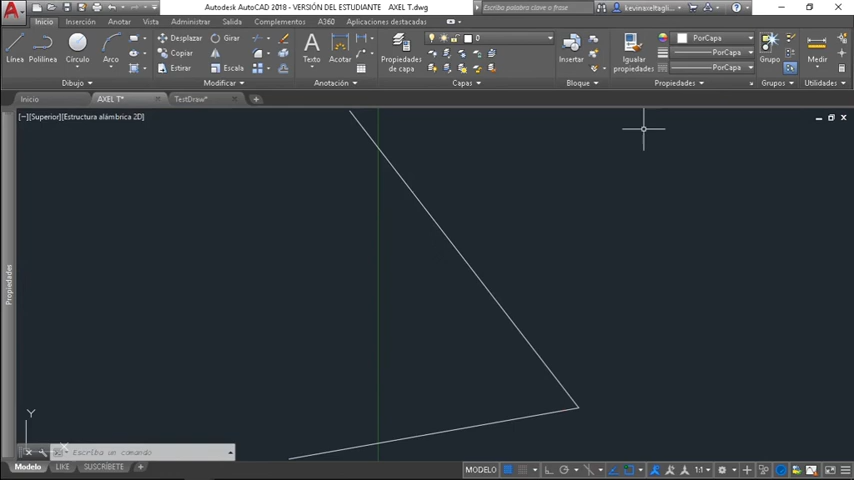 Autodesk AutoCAD 2018 - VERSIÓN DEL ESTUDIANTE AXEL T.dwg
Escriba palabra clave o frase
Inicio Inserción Anotar Vista Administrar Salida Complementos A360 Aplicaciones destacadas
Línea Polilínea Círculo Arco
Desplazar Girar
Copiar
Estirar Escala
Texto Acotar
Propiedades de capa
0
Insertar
Igualar propiedades
PorCapa
PorCapa
PorCapa
Grupo
Medir
Dibujo Modificar Anotación Capas Bloque Propiedades Grupos Utilidades
Inicio AXEL T* TestDraw*
[−][Superior][Estructura alámbrica 2D]
Propiedades
Y
X
Escriba un comando
Modelo LIKE SUSCRÍBETE
MODELO 1:1